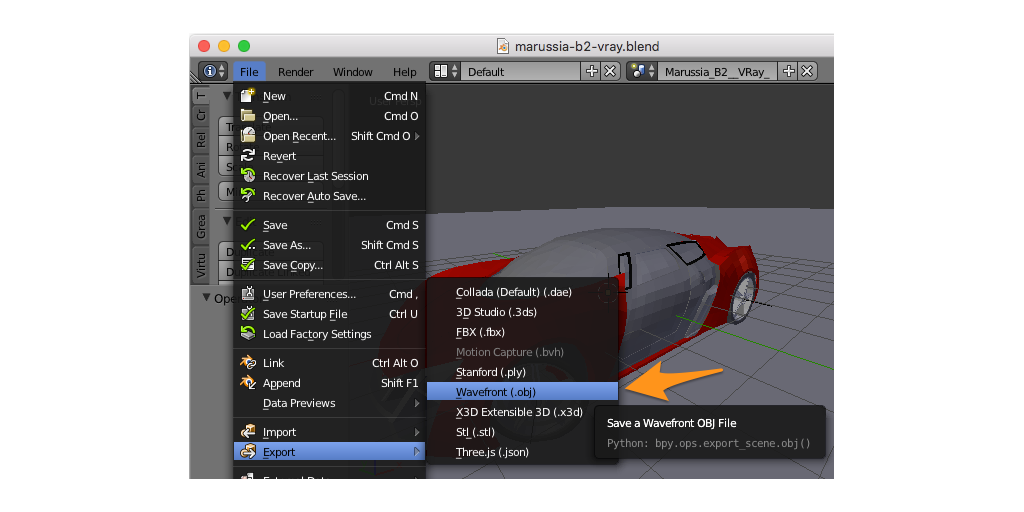 marussia-b2-vray.blend
File Render Window Help Default Marussia_B2__VRay_
New Cmd N
Open... Cmd O
Open Recent... Shift Cmd O
Revert
Recover Last Session
Recover Auto Save...
Save Cmd S
Save As... Shift Cmd S
Save Copy... Ctrl Alt S
User Preferences... Cmd ,
Save Startup File Ctrl U
Load Factory Settings
Link Ctrl Alt O
Append Shift F1
Data Previews
Import
Export
T
Cr
Rel
Ani
Ph
Grea
Virtu
Collada (Default) (.dae)
3D Studio (.3ds)
FBX (.fbx)
Motion Capture (.bvh)
Stanford (.ply)
Wavefront (.obj)
X3D Extensible 3D (.x3d)
Stl (.stl)
Three.js (.json)
Save a Wavefront OBJ File
Python: bpy.ops.export_scene.obj()